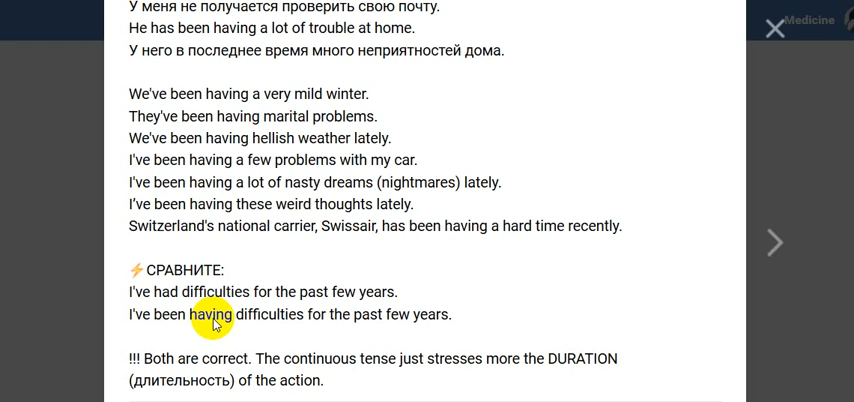 У меня не получается проверить свою почту.
Medicine
He has been having a lot of trouble at home.
У него в последнее время много неприятностей дома.
We've been having a very mild winter.
They've been having marital problems.
We've been having hellish weather lately.
I've been having a few problems with my car.
I've been having a lot of nasty dreams (nightmares) lately.
I’ve been having these weird thoughts lately.
Switzerland's national carrier, Swissair, has been having a hard time recently.
⚡СРАВНИТЕ:
I've had difficulties for the past few years.
I've been having difficulties for the past few years.
!!! Both are correct. The continuous tense just stresses more the DURATION
(длительность) of the action.